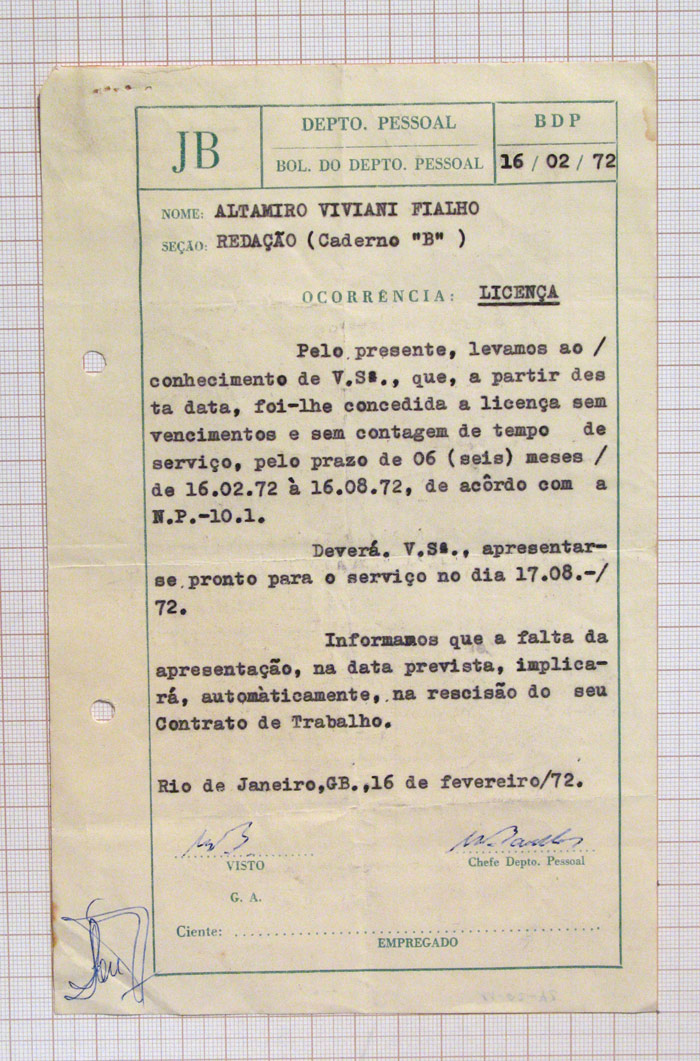 JB
DEPTO. PESSOAL
BOL. DO DEPTO. PESSOAL
BDP
16 / 02 / 72
NOME: ALTAMIRO VIVIANI FIALHO
SEÇÃO: REDAÇÃO (Caderno "B" )
OCORRÊNCIA: LICENÇA
Pelo presente, levamos ao /
conhecimento de V.Sª., que, a partir des
ta data, foi-lhe concedida a licença sem
vencimentos e sem contagem de tempo de
serviço, pelo prazo de 06 (seis) meses /
de 16.02.72 à 16.08.72, de acôrdo com a
N.P.-10.1.
Deverá. V.Sª., apresentar-
se pronto para o serviço no dia 17.08.-/
72.
Informamos que a falta da
apresentação, na data prevista, implica-
rá, automàticamente, na rescisão do seu
Contrato de Trabalho.
Rio de Janeiro,GB.,16 de fevereiro/72.
VISTO
Chefe Depto. Pessoal
G. A.
Ciente:
EMPREGADO